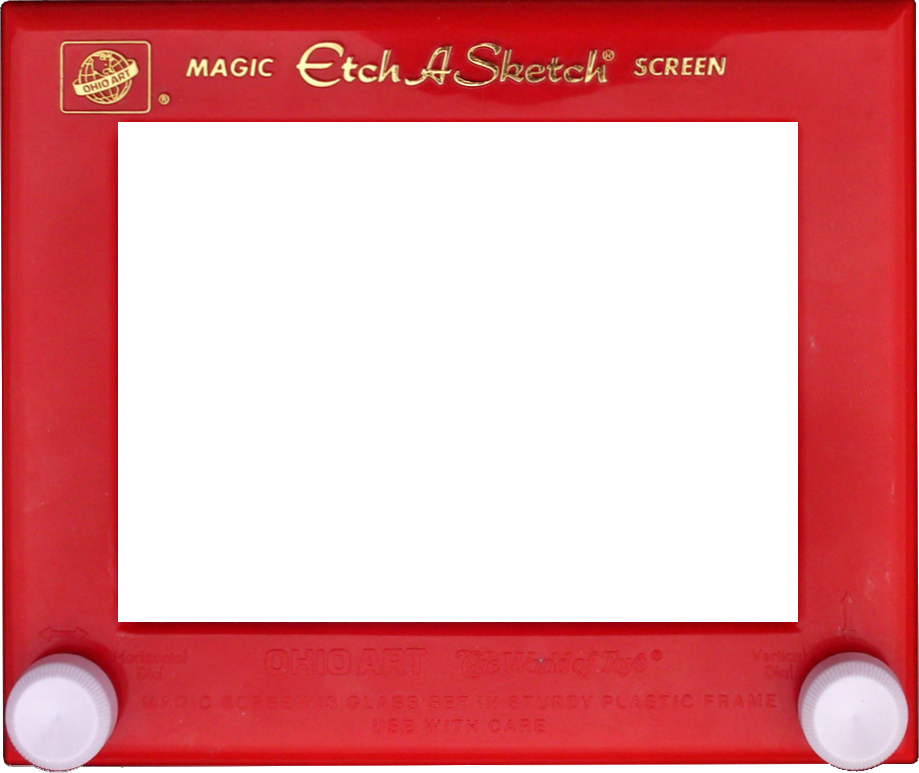 OHIO ART ®
MAGIC Etch A Sketch® SCREEN
Horizontal
Dial
OHIO ART The World of Toys®
Vertical
Dial
MAGIC SCREEN IS GLASS SET IN STURDY PLASTIC FRAME
USE WITH CARE